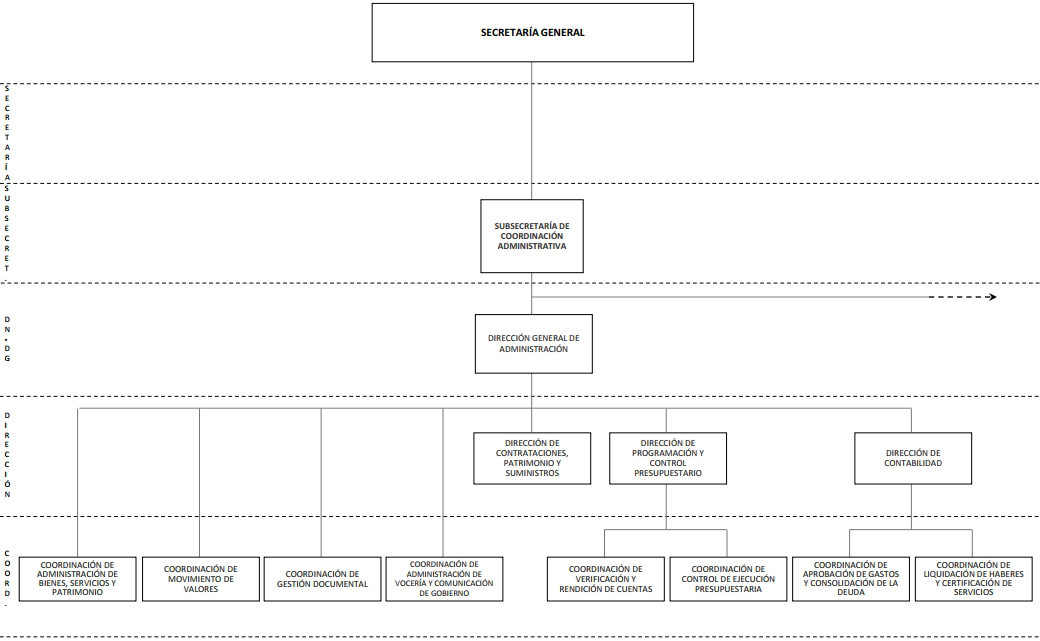 SECRETARÍA GENERAL
SECRETARÍA
SUBSECRET.
SUBSECRETARÍA DE
COORDINACIÓN
ADMINISTRATIVA
DN•DG
DIRECCIÓN GENERAL DE
ADMINISTRACIÓN
DIRECCIÓN
DIRECCIÓN DE
CONTRATACIONES,
PATRIMONIO Y
SUMINISTROS
DIRECCIÓN DE
PROGRAMACIÓN Y
CONTROL
PRESUPUESTARIO
DIRECCIÓN DE
CONTABILIDAD
COORD.
COORDINACIÓN DE
ADMINISTRACIÓN DE
BIENES, SERVICIOS Y
PATRIMONIO
COORDINACIÓN DE
MOVIMIENTO DE
VALORES
COORDINACIÓN DE
GESTIÓN DOCUMENTAL
COORDINACIÓN DE
ADMINISTRACIÓN DE
VOCERÍA Y COMUNICACIÓN
DE GOBIERNO
COORDINACIÓN DE
VERIFICACIÓN Y
RENDICIÓN DE CUENTAS
COORDINACIÓN DE
CONTROL DE EJECUCIÓN
PRESUPUESTARIA
COORDINACIÓN DE
APROBACIÓN DE GASTOS
Y CONSOLIDACIÓN DE LA
DEUDA
COORDINACIÓN DE
LIQUIDACIÓN DE HABERES
Y CERTIFICACIÓN DE
SERVICIOS